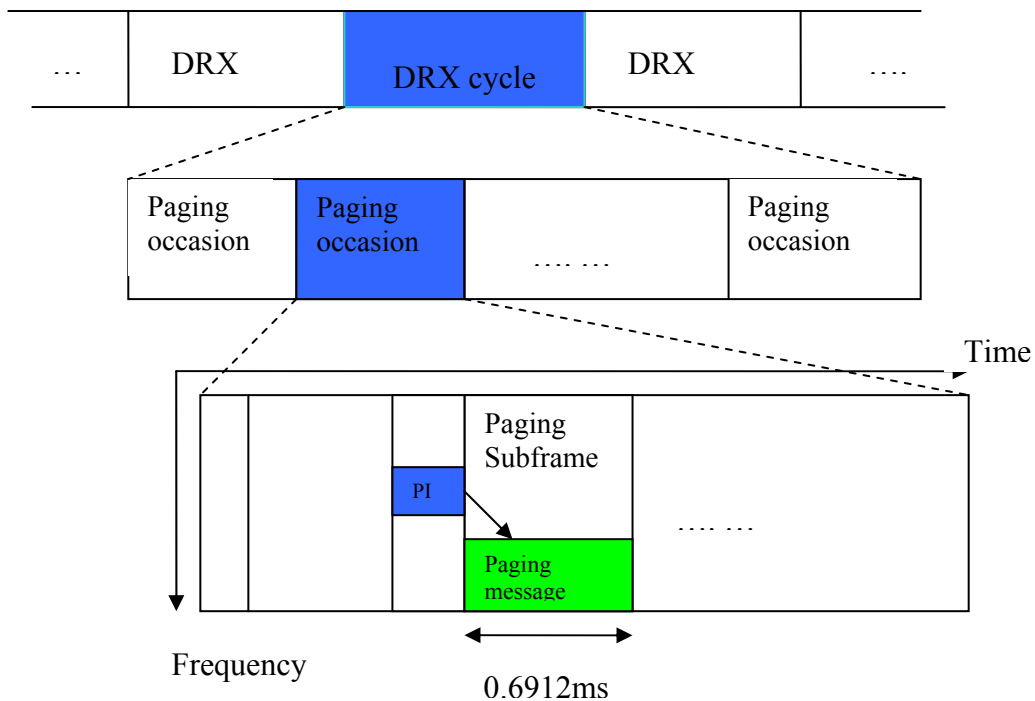 … DRX DRX cycle DRX ….
Paging occasion
Paging occasion
…. …
Paging occasion
Time
Paging Subframe
PI
…. …
Paging message
Frequency
0.6912ms